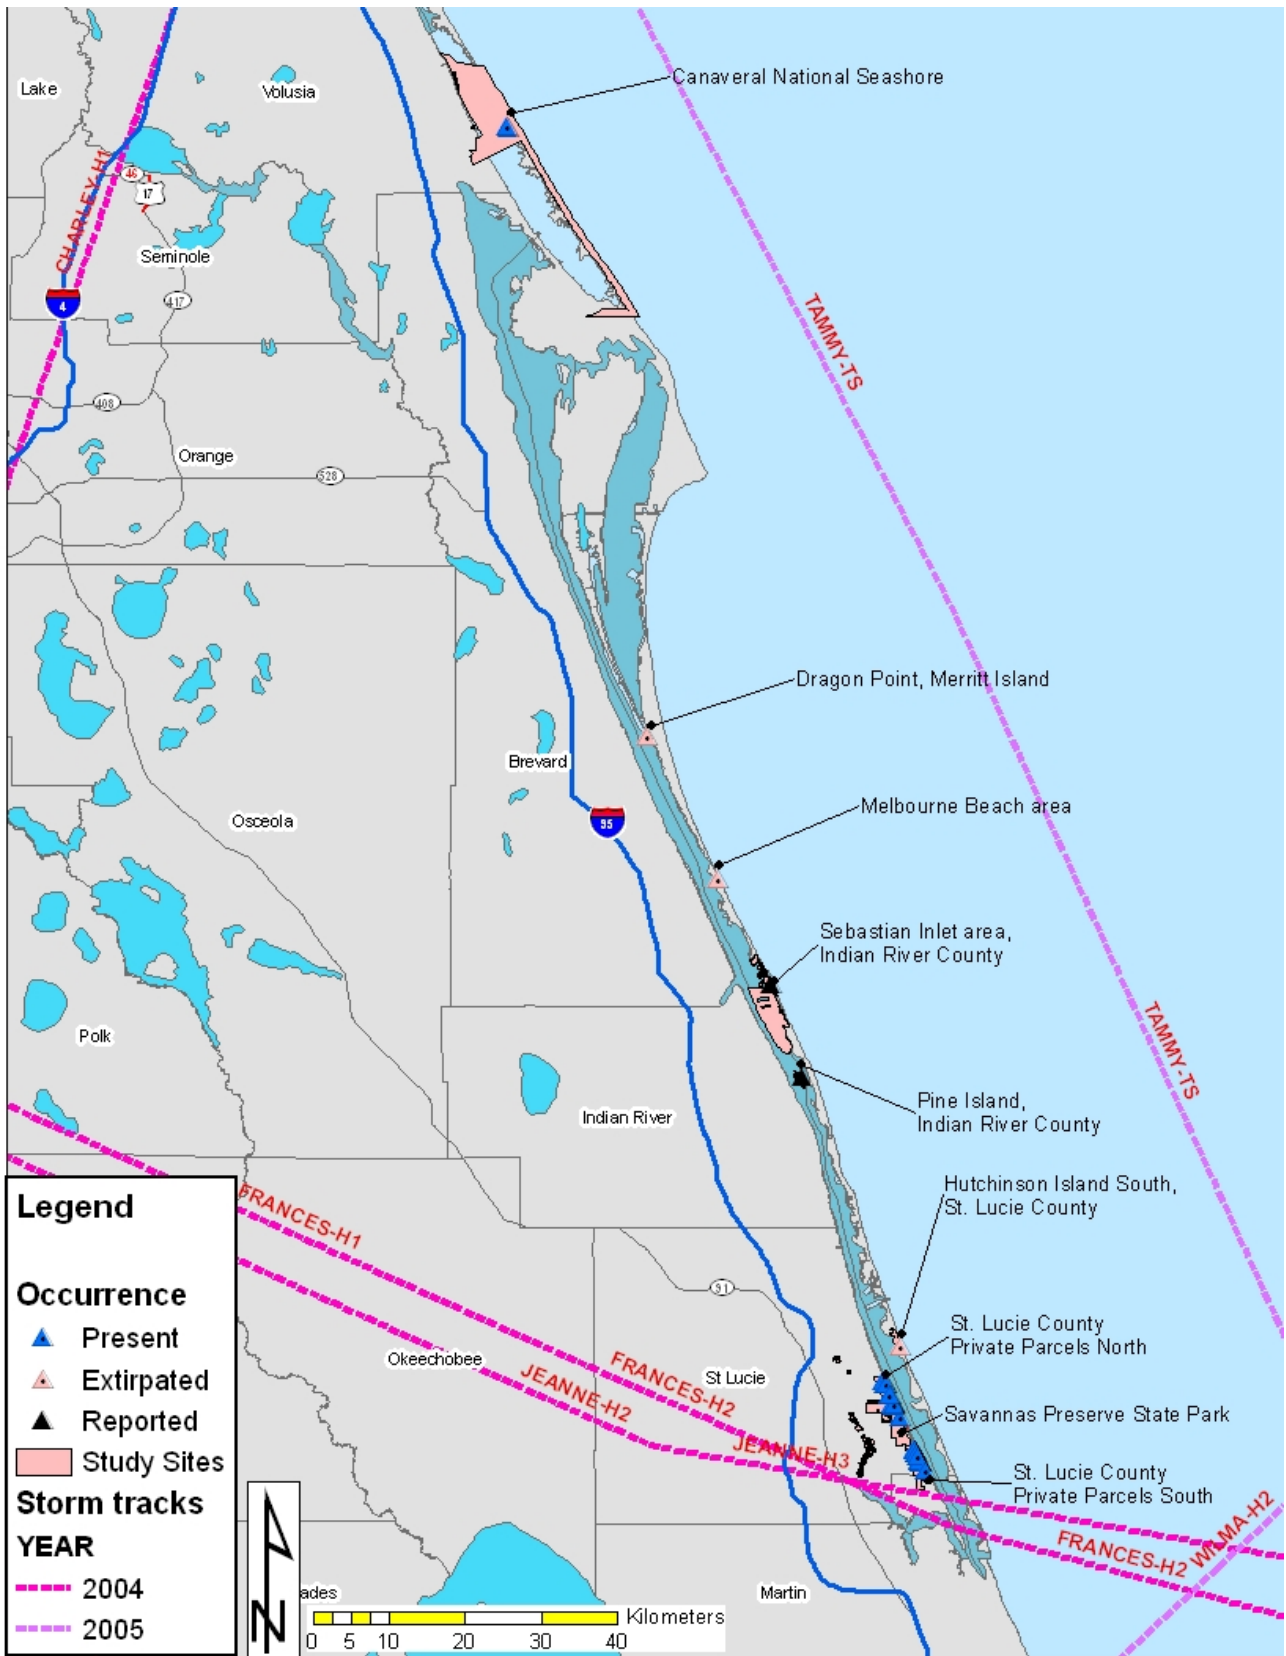 Canaveral National Seashore
Lake
Volusia
CHARLEY-H1
46
17
Seminole
4
417
TAMMY-TS
408
Orange
528
Dragon Point, Merritt Island
Brevard
Melbourne Beach area
Osceola
95
Sebastian Inlet area,
Indian River County
Polk
TAMMY-TS
Pine Island,
Indian River County
Indian River
Hutchinson Island South,
St. Lucie County
FRANCES-H1
91
St. Lucie County
Private Parcels North
Okeechobee
FRANCES-H2
St Lucie
JEANNE-H2
Savannas Preserve State Park
JEANNE-H3
St. Lucie County
Private Parcels South
WILMA-H2
FRANCES-H2
Martin
ades
Legend
Occurrence
Present
Extirpated
Reported
Study Sites
Storm tracks
YEAR
2004
2005
N
Kilometers
0 5 10 20 30 40